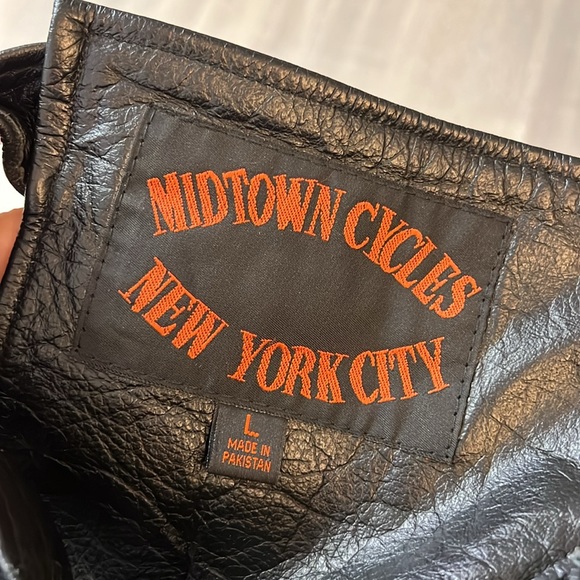 MIDTOWN CYCLES
NEW YORK CITY
L
MADE IN
PAKISTAN